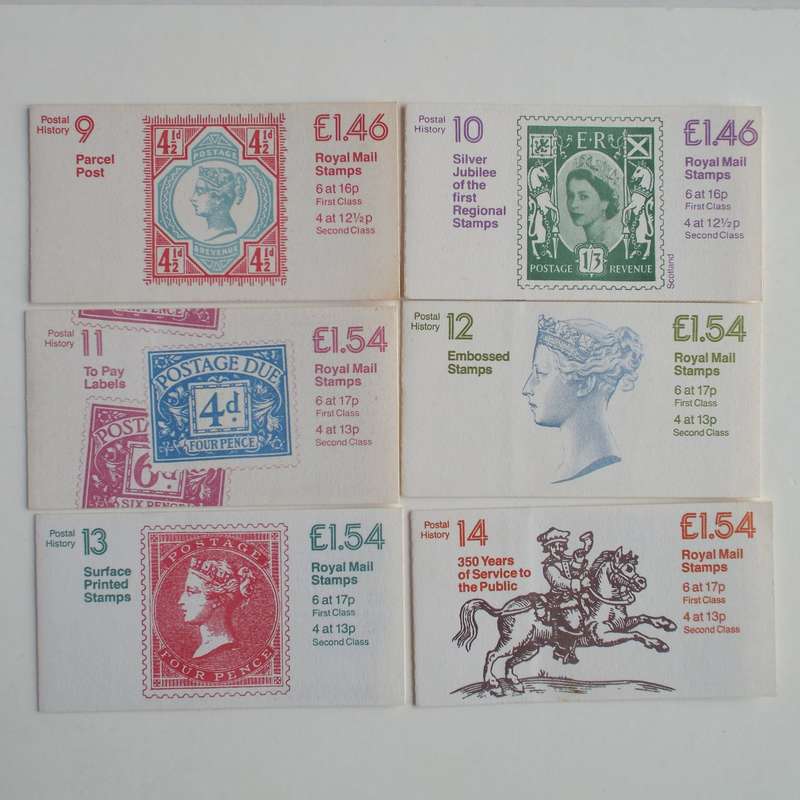 Postal
History 9
Parcel
Post
4½d 4½d
POSTAGE
& REVENUE
4½ 4½
£1.46
Royal Mail
Stamps
6 at 16p
First Class
4 at 12½p
Second Class
Postal
History 10
Silver
Jubilee
of the
first
Regional
Stamps
E R
1/3
POSTAGE REVENUE
Scotland
£1.46
Royal Mail
Stamps
6 at 16p
First Class
4 at 12½p
Second Class
Postal
History
11
To Pay
Labels
PENCE
POSTAGE DUE
4d.
FOUR PENCE
POSTA
6d.
SIX PENCE
£1.54
Royal Mail
Stamps
6 at 17p
First Class
4 at 13p
Second Class
Postal
History 12
Embossed
Stamps
£1.54
Royal Mail
Stamps
6 at 17p
First Class
4 at 13p
Second Class
Postal
History 13
Surface
Printed
Stamps
POSTAGE
FOUR PENCE
£1.54
Royal Mail
Stamps
6 at 17p
First Class
4 at 13p
Second Class
Postal
History 14
350 Years
of Service to
the Public
£1.54
Royal Mail
Stamps
6 at 17p
First Class
4 at 13p
Second Class